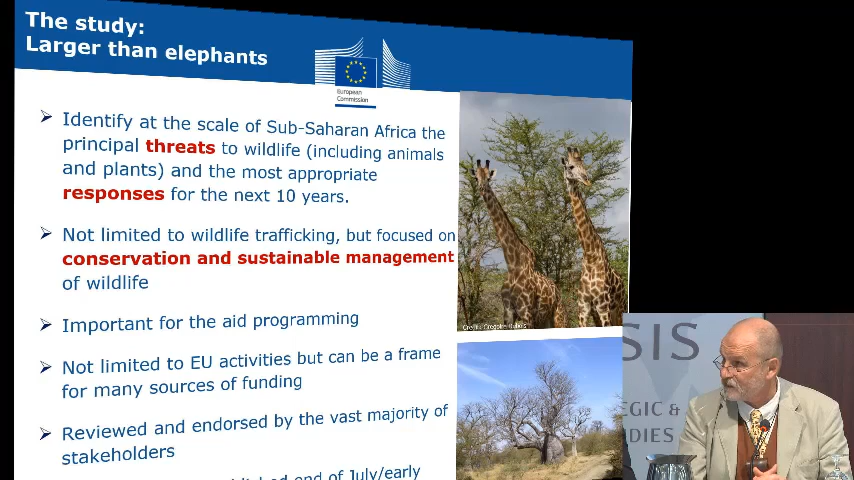 The study:
Larger than elephants
European
Commission
Identify at the scale of Sub-Saharan Africa the
principal threats to wildlife (including animals
and plants) and the most appropriate
responses for the next 10 years.
Not limited to wildlife trafficking, but focused on
conservation and sustainable management
of wildlife
Important for the aid programming
Not limited to EU activities but can be a frame
for many sources of funding
Reviewed and endorsed by the vast majority of
stakeholders
end of July/early
SIS
EGIC &
DIES